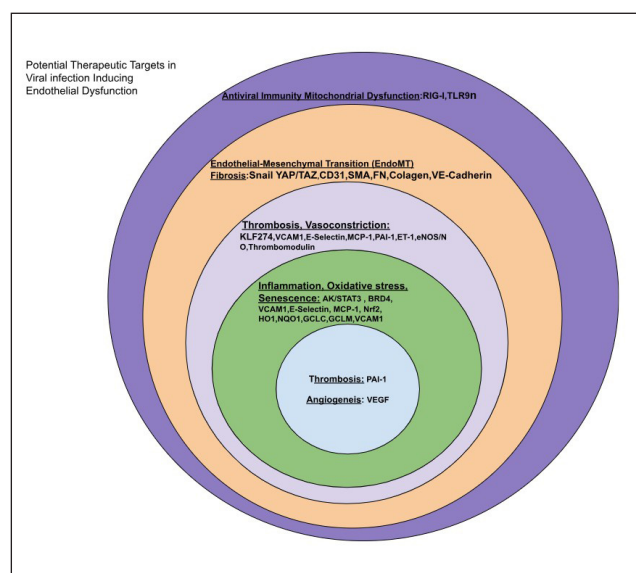 Potential Therapeutic Targets in
Viral infection Inducing
Endothelial Dysfunction
Antiviral Immunity Mitochondrial Dysfunction:RIG-I,TLR9n
Endothelial-Mesenchymal Transition (EndoMT)
Fibrosis:Snail YAP/TAZ,CD31,SMA,FN,Colagen,VE-Cadherin
Thrombosis, Vasoconstriction:
KLF274,VCAM1,E-Selectin,MCP-1,PAI-1,ET-1,eNOS/N
O,Thrombomodulin
Inflammation, Oxidative stress,
Senescence: AK/STAT3 , BRD4,
VCAM1,E-Selectin, MCP-1, Nrf2,
HO1,NQO1,GCLC,GCLM,VCAM1
Thrombosis: PAI-1
Angiogeneis: VEGF